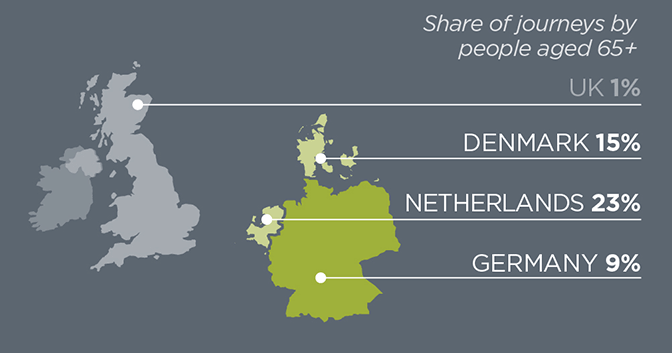 Share of journeys by
people aged 65+
UK 1%
DENMARK 15%
NETHERLANDS 23%
GERMANY 9%